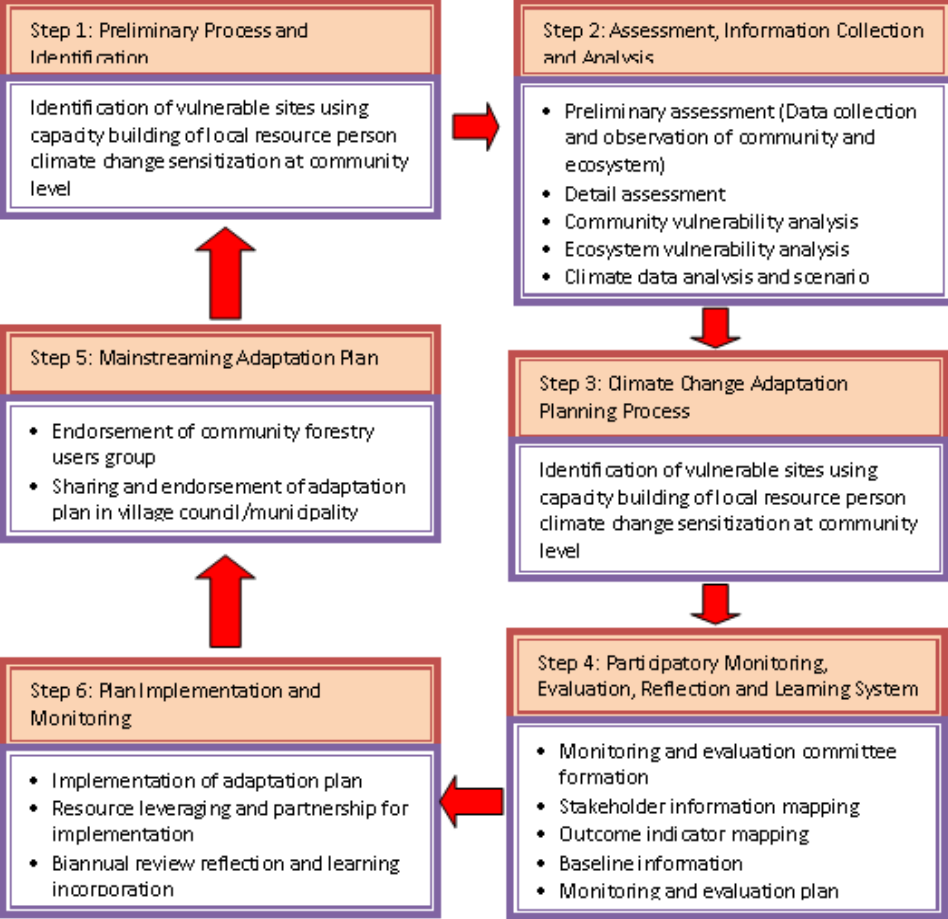 Step 1: Preliminary Process and
Identification
Identification of vulnerable sites using
capacity building of local resource person
climate change sensitization at community
level
Step 2: Assessment, Information Collection
and Analysis
• Preliminary assessment (Data collection
and observation of community and
ecosystem)
• Detail assessment
• Community vulnerability analysis
• Ecosystem vulnerability analysis
• Climate data analysis and scenario
Step 3: Climate Change Adaptation
Planning Process
Identification of vulnerable sites using
capacity building of local resource person
climate change sensitization at community
level
Step 4: Participatory Monitoring,
Evaluation, Reflection and Learning System
• Monitoring and evaluation committee
formation
• Stakeholder information mapping
• Outcome indicator mapping
• Baseline information
• Monitoring and evaluation plan
Step 5: Mainstreaming Adaptation Plan
• Endorsement of community forestry
users group
• Sharing and endorsement of adaptation
plan in village council/municipality
Step 6: Plan Implementation and
Monitoring
• Implementation of adaptation plan
• Resource leveraging and partnership for
implementation
• Biannual review reflection and learning
incorporation